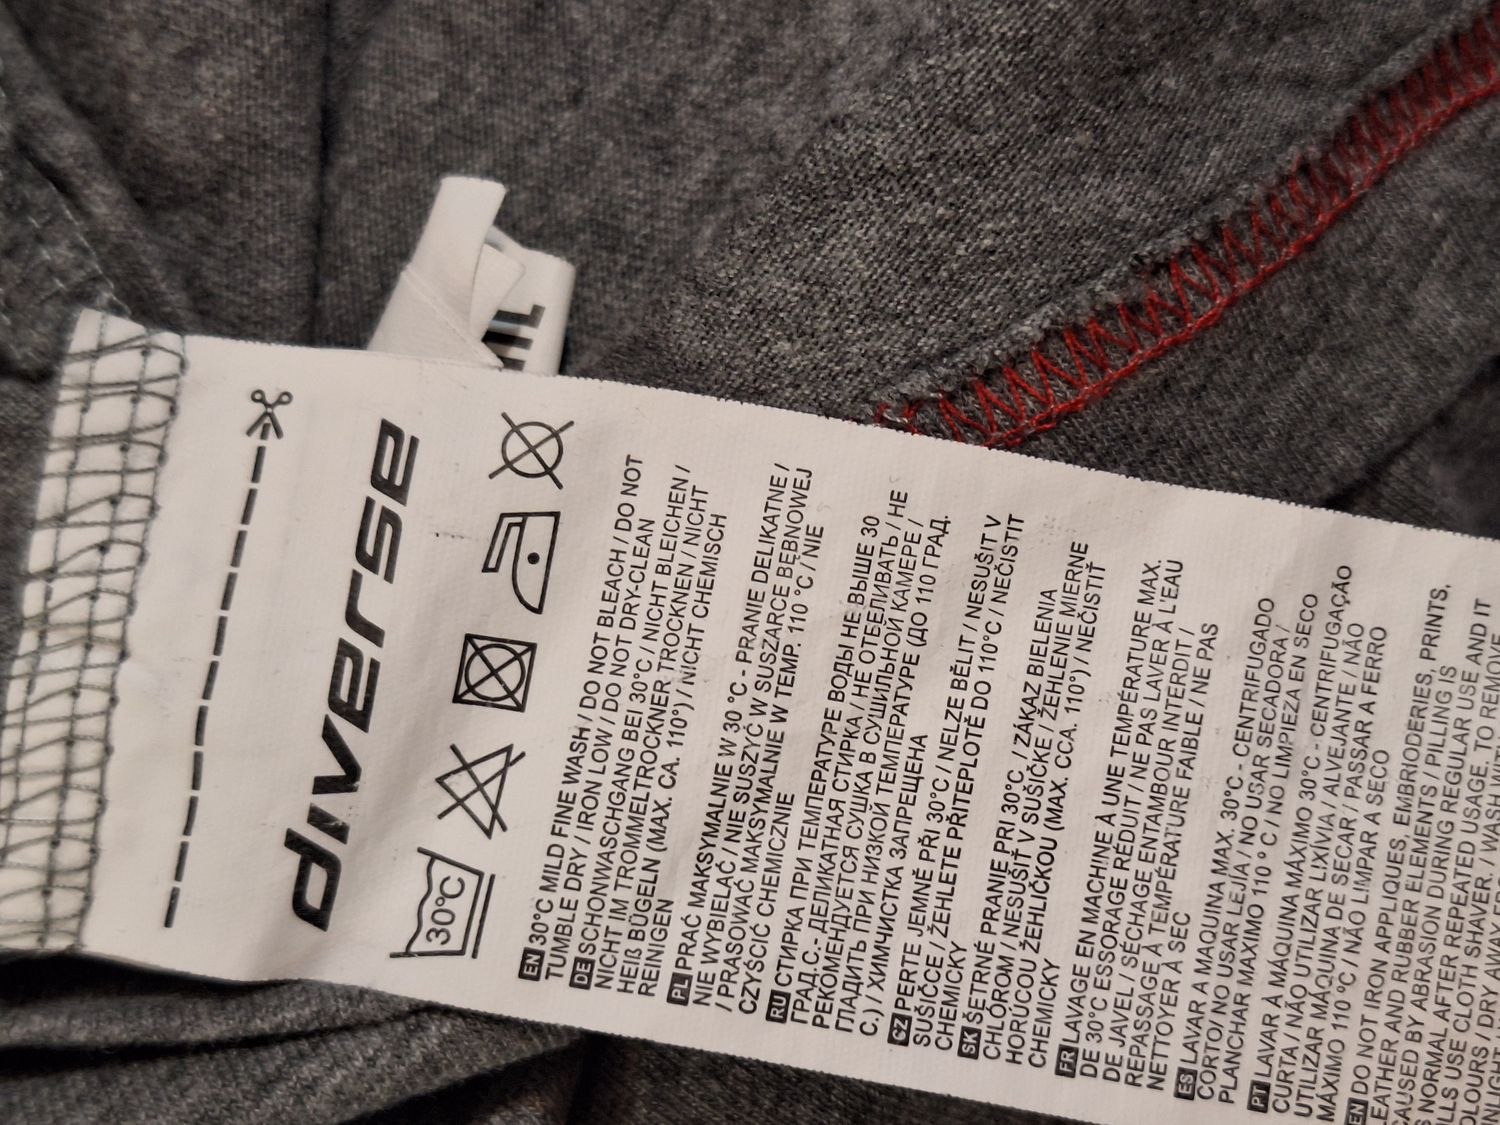 diverse
30°C
EN 30°C MILD FINE WASH / DO NOT BLEACH / DO NOT
TUMBLE DRY / IRON LOW / DO NOT DRY-CLEAN
DE SCHONWASCHGANG BEI 30°C / NICHT BLEICHEN /
NICHT IM TROMMELTROCKNER TROCKNEN / NICHT
HEIß BÜGELN (MAX. CA. 110°) / NICHT CHEMISCH
REINIGEN
PL PRAĆ MAKSYMALNIE W 30 °C - PRANIE DELIKATNE /
NIE WYBIELAĆ / NIE SUSZYĆ W SUSZARCE BĘBNOWEJ
/ PRASOWAĆ MAKSYMALNIE W TEMP. 110 °C / NIE
CZYŚCIĆ CHEMICZNIE
RU СТИРКА ПРИ ТЕМПЕРАТУРЕ ВОДЫ НЕ ВЫШЕ 30
ГРАД.С.- ДЕЛИКАТНАЯ СТИРКА / НЕ ОТБЕЛИВАТЬ / НЕ
РЕКОМЕНДУЕТСЯ СУШКА В СУШИЛЬНОЙ КАМЕРЕ /
ГЛАДИТЬ ПРИ НИЗКОЙ ТЕМПЕРАТУРЕ (ДО 110 ГРАД.
С.) / ХИМЧИСТКА ЗАПРЕЩЕНА
CZ PERTE JEMNĚ PŘI 30°C / NELZE BĚLIT / NESUŠIT V
SUŠIČCE / ŽEHLETE PŘITEPLOTĚ DO 110°C / NEČISTIT
CHEMICKY
SK ŠETRNÉ PRANIE PRI 30°C, / ZÁKAZ BIELENIA
CHLÓROM / NESUŠIŤ V SUŠIČKE / ŽEHLENIE MIERNE
HORÚCOU ŽEHLIČKOU (MAX. CCA. 110°) / NEČISTIŤ
CHEMICKY
FR LAVAGE EN MACHINE À UNE TEMPÉRATURE MAX.
DE 30°C ESSORAGE RÉDUIT / NE PAS LAVER À L'EAU
DE JAVEL / SÉCHAGE ENTAMBOUR INTERDIT /
REPASSAGE À TEMPÉRATURE FAIBLE / NE PAS
NETTOYER À SEC
ES LAVAR A MAQUINA MAX. 30°C - CENTRIFUGADO
CORTO/ NO USAR LEJÍA / NO USAR SECADORA /
PLANCHAR MAXIMO 110 º C / NO LIMPIEZA EN SECO
PT LAVAR À MAQUINA MÁXIMO 30°C - CENTRIFUGAÇÃO
CURTA / NÃO UTILIZAR LIXÍVIA / ALVEJANTE / NÃO
UTILIZAR MÁQUINA DE SECAR / PASSAR A FERRO
MÁXIMO 110 °C / NÃO LIMPAR A SECO
EN DO NOT IRON APPLIQUES, EMBROIDERIES, PRINTS,
LEATHER AND RUBBER ELEMENTS / PILLING IS
CAUSED BY ABRASION DURING REGULAR USE AND IT
IS NORMAL AFTER REPEATED USAGE. TO REMOVE
USE CLOTH SHAVER. / WASH WITH
/ DRY AWAY